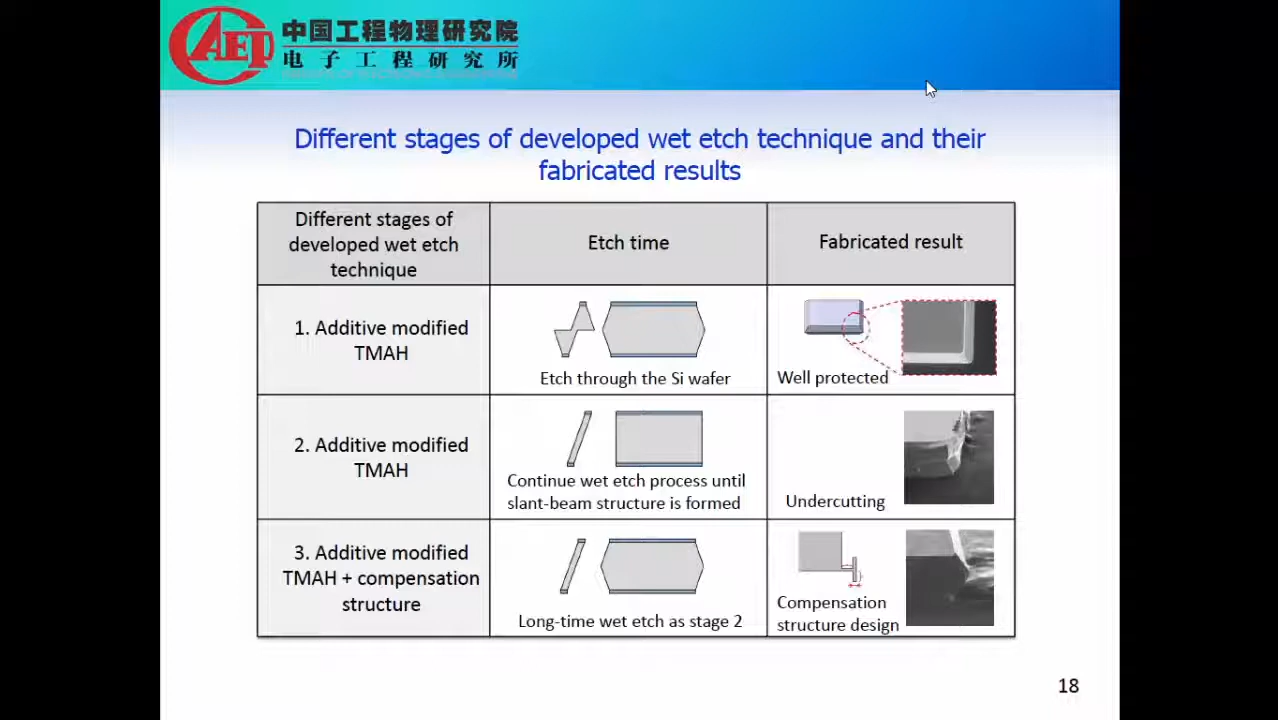 CAEP
中国工程物理研究院
电子工程研究所
Different stages of developed wet etch technique and their
fabricated results
Different stages of
developed wet etch
technique
Etch time
Fabricated result
1. Additive modified
TMAH
Etch through the Si wafer
Well protected
2. Additive modified
TMAH
Continue wet etch process until
slant-beam structure is formed
Undercutting
3. Additive modified
TMAH + compensation
structure
Long-time wet etch as stage 2
Compensation
structure design
18